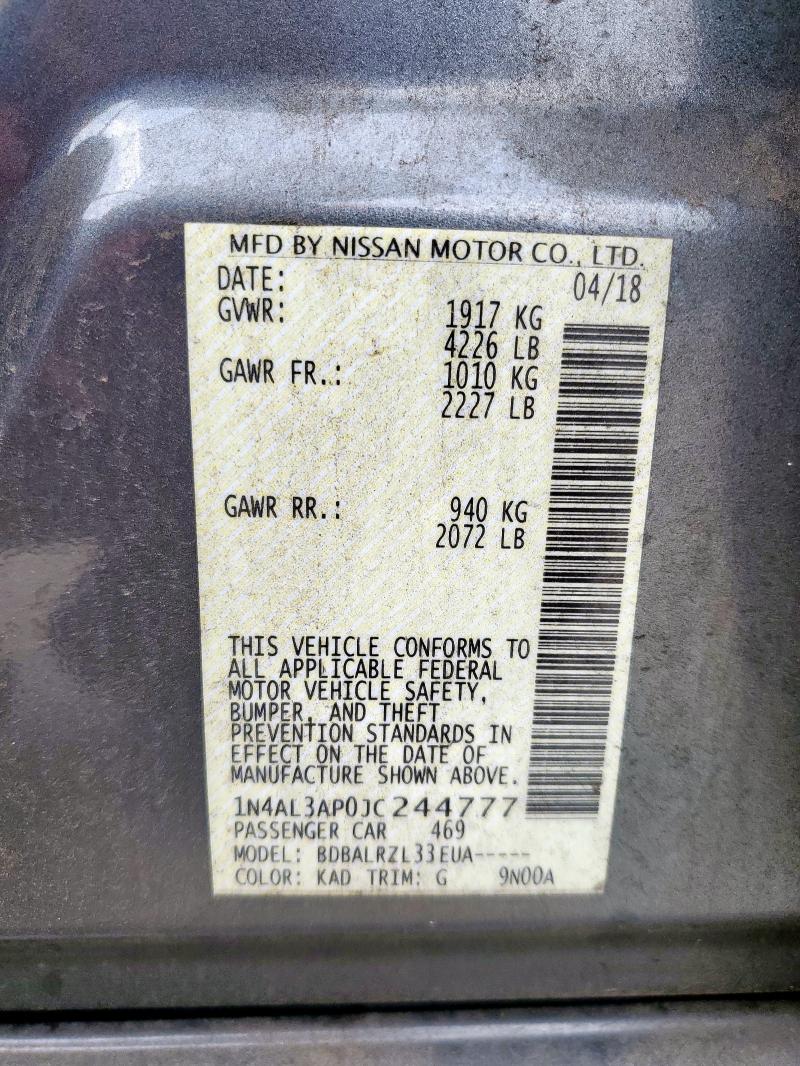 MFD BY NISSAN MOTOR CO., LTD.
DATE: 04/18
GVWR: 1917 KG
4226 LB
GAWR FR.: 1010 KG
2227 LB
GAWR RR.: 940 KG
2072 LB
THIS VEHICLE CONFORMS TO
ALL APPLICABLE FEDERAL
MOTOR VEHICLE SAFETY,
BUMPER, AND THEFT
PREVENTION STANDARDS IN
EFFECT ON THE DATE OF
MANUFACTURE SHOWN ABOVE.
1N4AL3AP0JC244777
PASSENGER CAR 469
MODEL: BDBALRZL33EUA-----
COLOR: KAD TRIM: G 9N00A